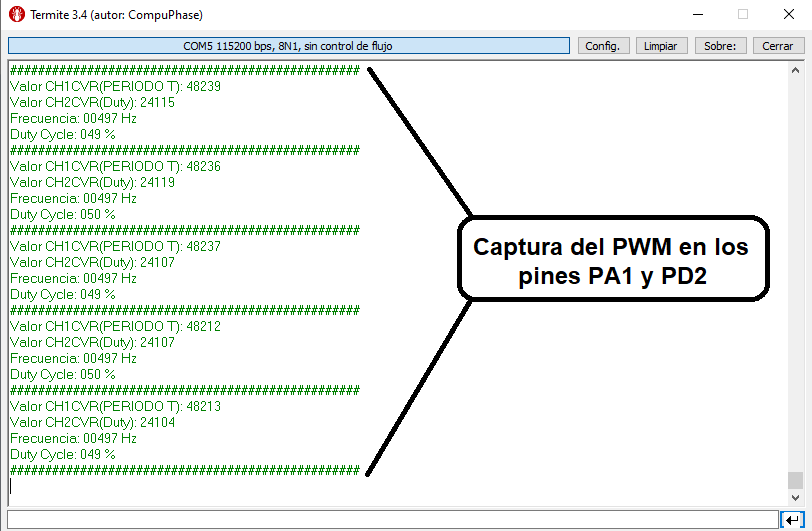 Termite 3.4 (autor: CompuPhase)
COM5 115200 bps, 8N1, sin control de flujo
Config.
Limpiar
Sobre:
Cerrar
##################################################
Valor CH1CVR(PERIODO T): 48239
Valor CH2CVR(Duty): 24115
Frecuencia: 00497 Hz
Duty Cycle: 049 %
##################################################
Valor CH1CVR(PERIODO T): 48236
Valor CH2CVR(Duty): 24119
Frecuencia: 00497 Hz
Duty Cycle: 050 %
##################################################
Valor CH1CVR(PERIODO T): 48237
Valor CH2CVR(Duty): 24107
Frecuencia: 00497 Hz
Duty Cycle: 049 %
##################################################
Valor CH1CVR(PERIODO T): 48212
Valor CH2CVR(Duty): 24107
Frecuencia: 00497 Hz
Duty Cycle: 050 %
##################################################
Valor CH1CVR(PERIODO T): 48213
Valor CH2CVR(Duty): 24104
Frecuencia: 00497 Hz
Duty Cycle: 049 %
##################################################
Captura del PWM en los
pines PA1 y PD2